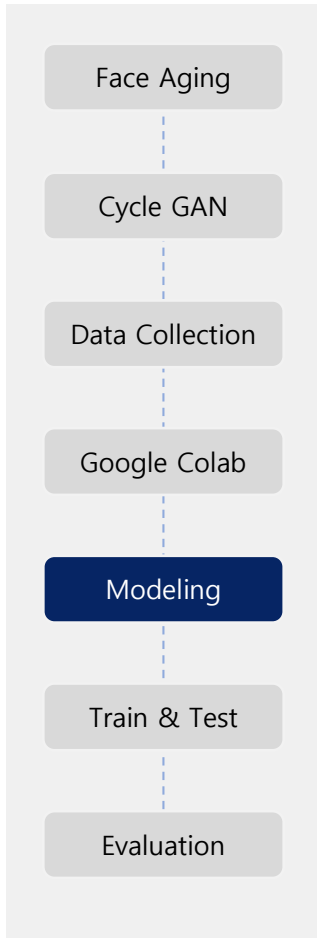 Face Aging
Cycle GAN
Data Collection
Google Colab
Modeling
Train & Test
Evaluation